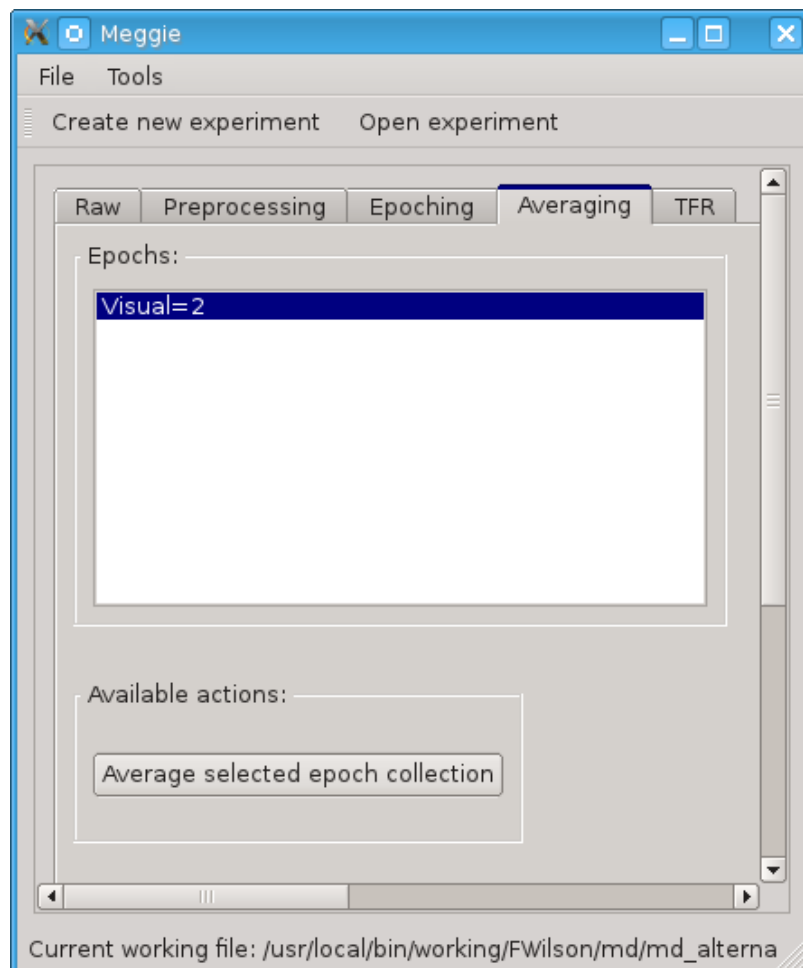 Meggie
File Tools
Create new experiment Open experiment
Raw Preprocessing Epoching Averaging TFR
Epochs:
Visual=2
Available actions:
Average selected epoch collection
Current working file: /usr/local/bin/working/FWilson/md/md_alterna